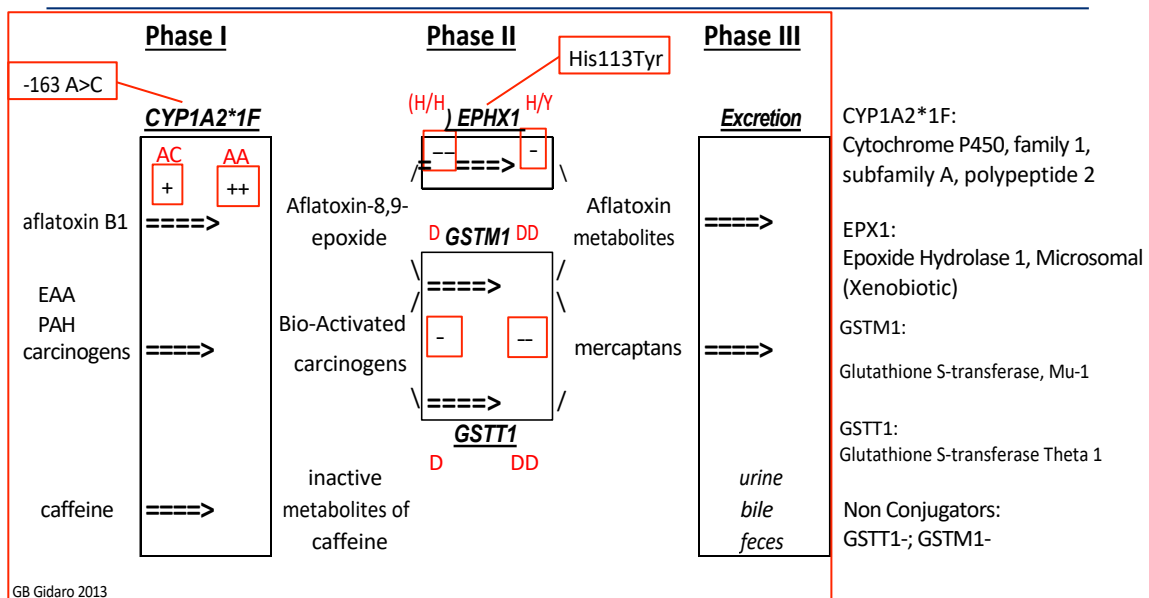 Phase I
Phase II
Phase III
His113Tyr
-163 A>C
(H/H
H/Y
CYP1A2*1F
) EPHX1
Excretion
AC
AA
+
++
--
-
= ===>
aflatoxin B1
====>
Aflatoxin-8,9-
epoxide
Aflatoxin
metabolites
====>
D GSTM1 DD
====>
EAA
PAH
carcinogens
====>
Bio-Activated
carcinogens
-
--
mercaptans
====>
====>
GSTT1
D
DD
caffeine
====>
inactive
metabolites of
caffeine
urine
bile
feces
CYP1A2*1F:
Cytochrome P450, family 1,
subfamily A, polypeptide 2
EPX1:
Epoxide Hydrolase 1, Microsomal
(Xenobiotic)
GSTM1:
Glutathione S-transferase, Mu-1
GSTT1:
Glutathione S-transferase Theta 1
Non Conjugators:
GSTT1-; GSTM1-
GB Gidaro 2013